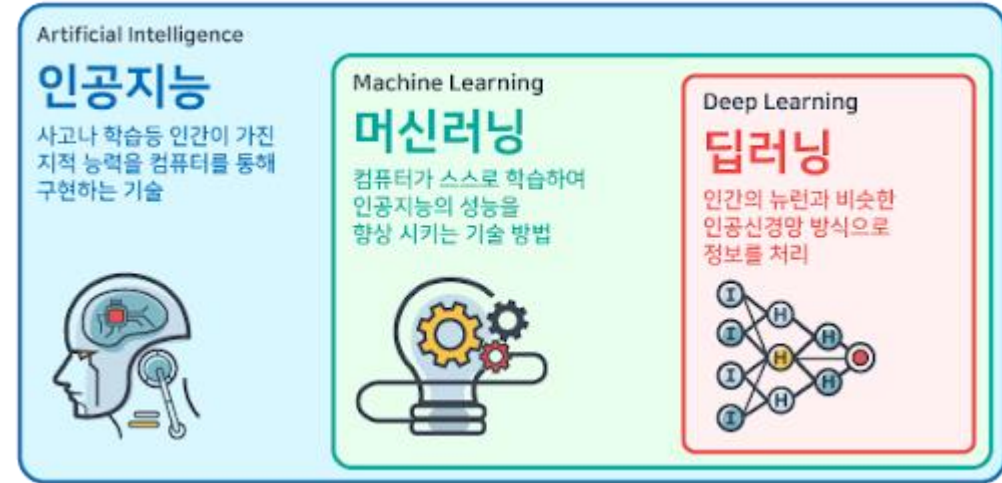 Artificial Intelligence
인공지능
사고나 학습등 인간이 가진
지적 능력을 컴퓨터를 통해
구현하는 기술
Machine Learning
머신러닝
컴퓨터가 스스로 학습하여
인공지능의 성능을
향상 시키는 기술 방법
Deep Learning
딥러닝
인간의 뉴런과 비슷한
인공신경망 방식으로
정보를 처리
I
H
I
H
H
I
H
H
I